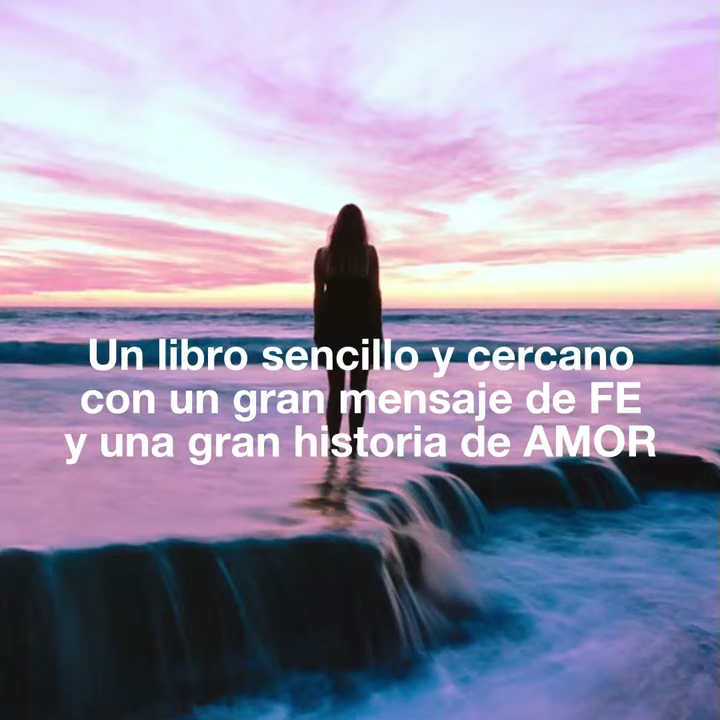 Un libro sencillo y cercano
con un gran mensaje de FE
y una gran historia de AMOR